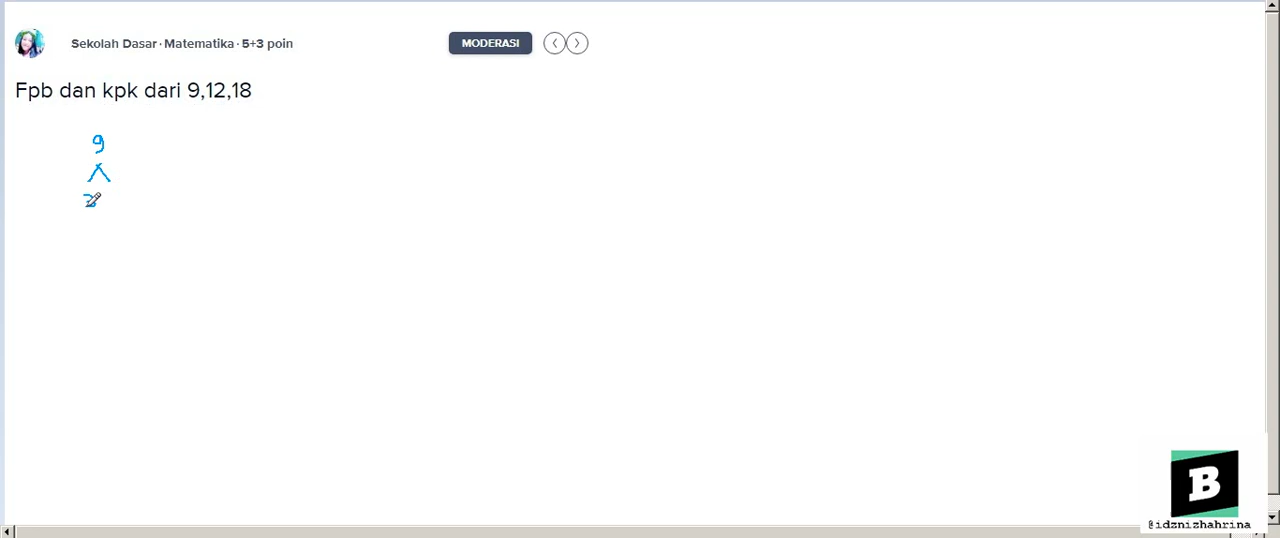 Sekolah Dasar · Matematika · 5+3 poin
MODERASI
Fpb dan kpk dari 9,12,18
9
B
@idznizhahrina